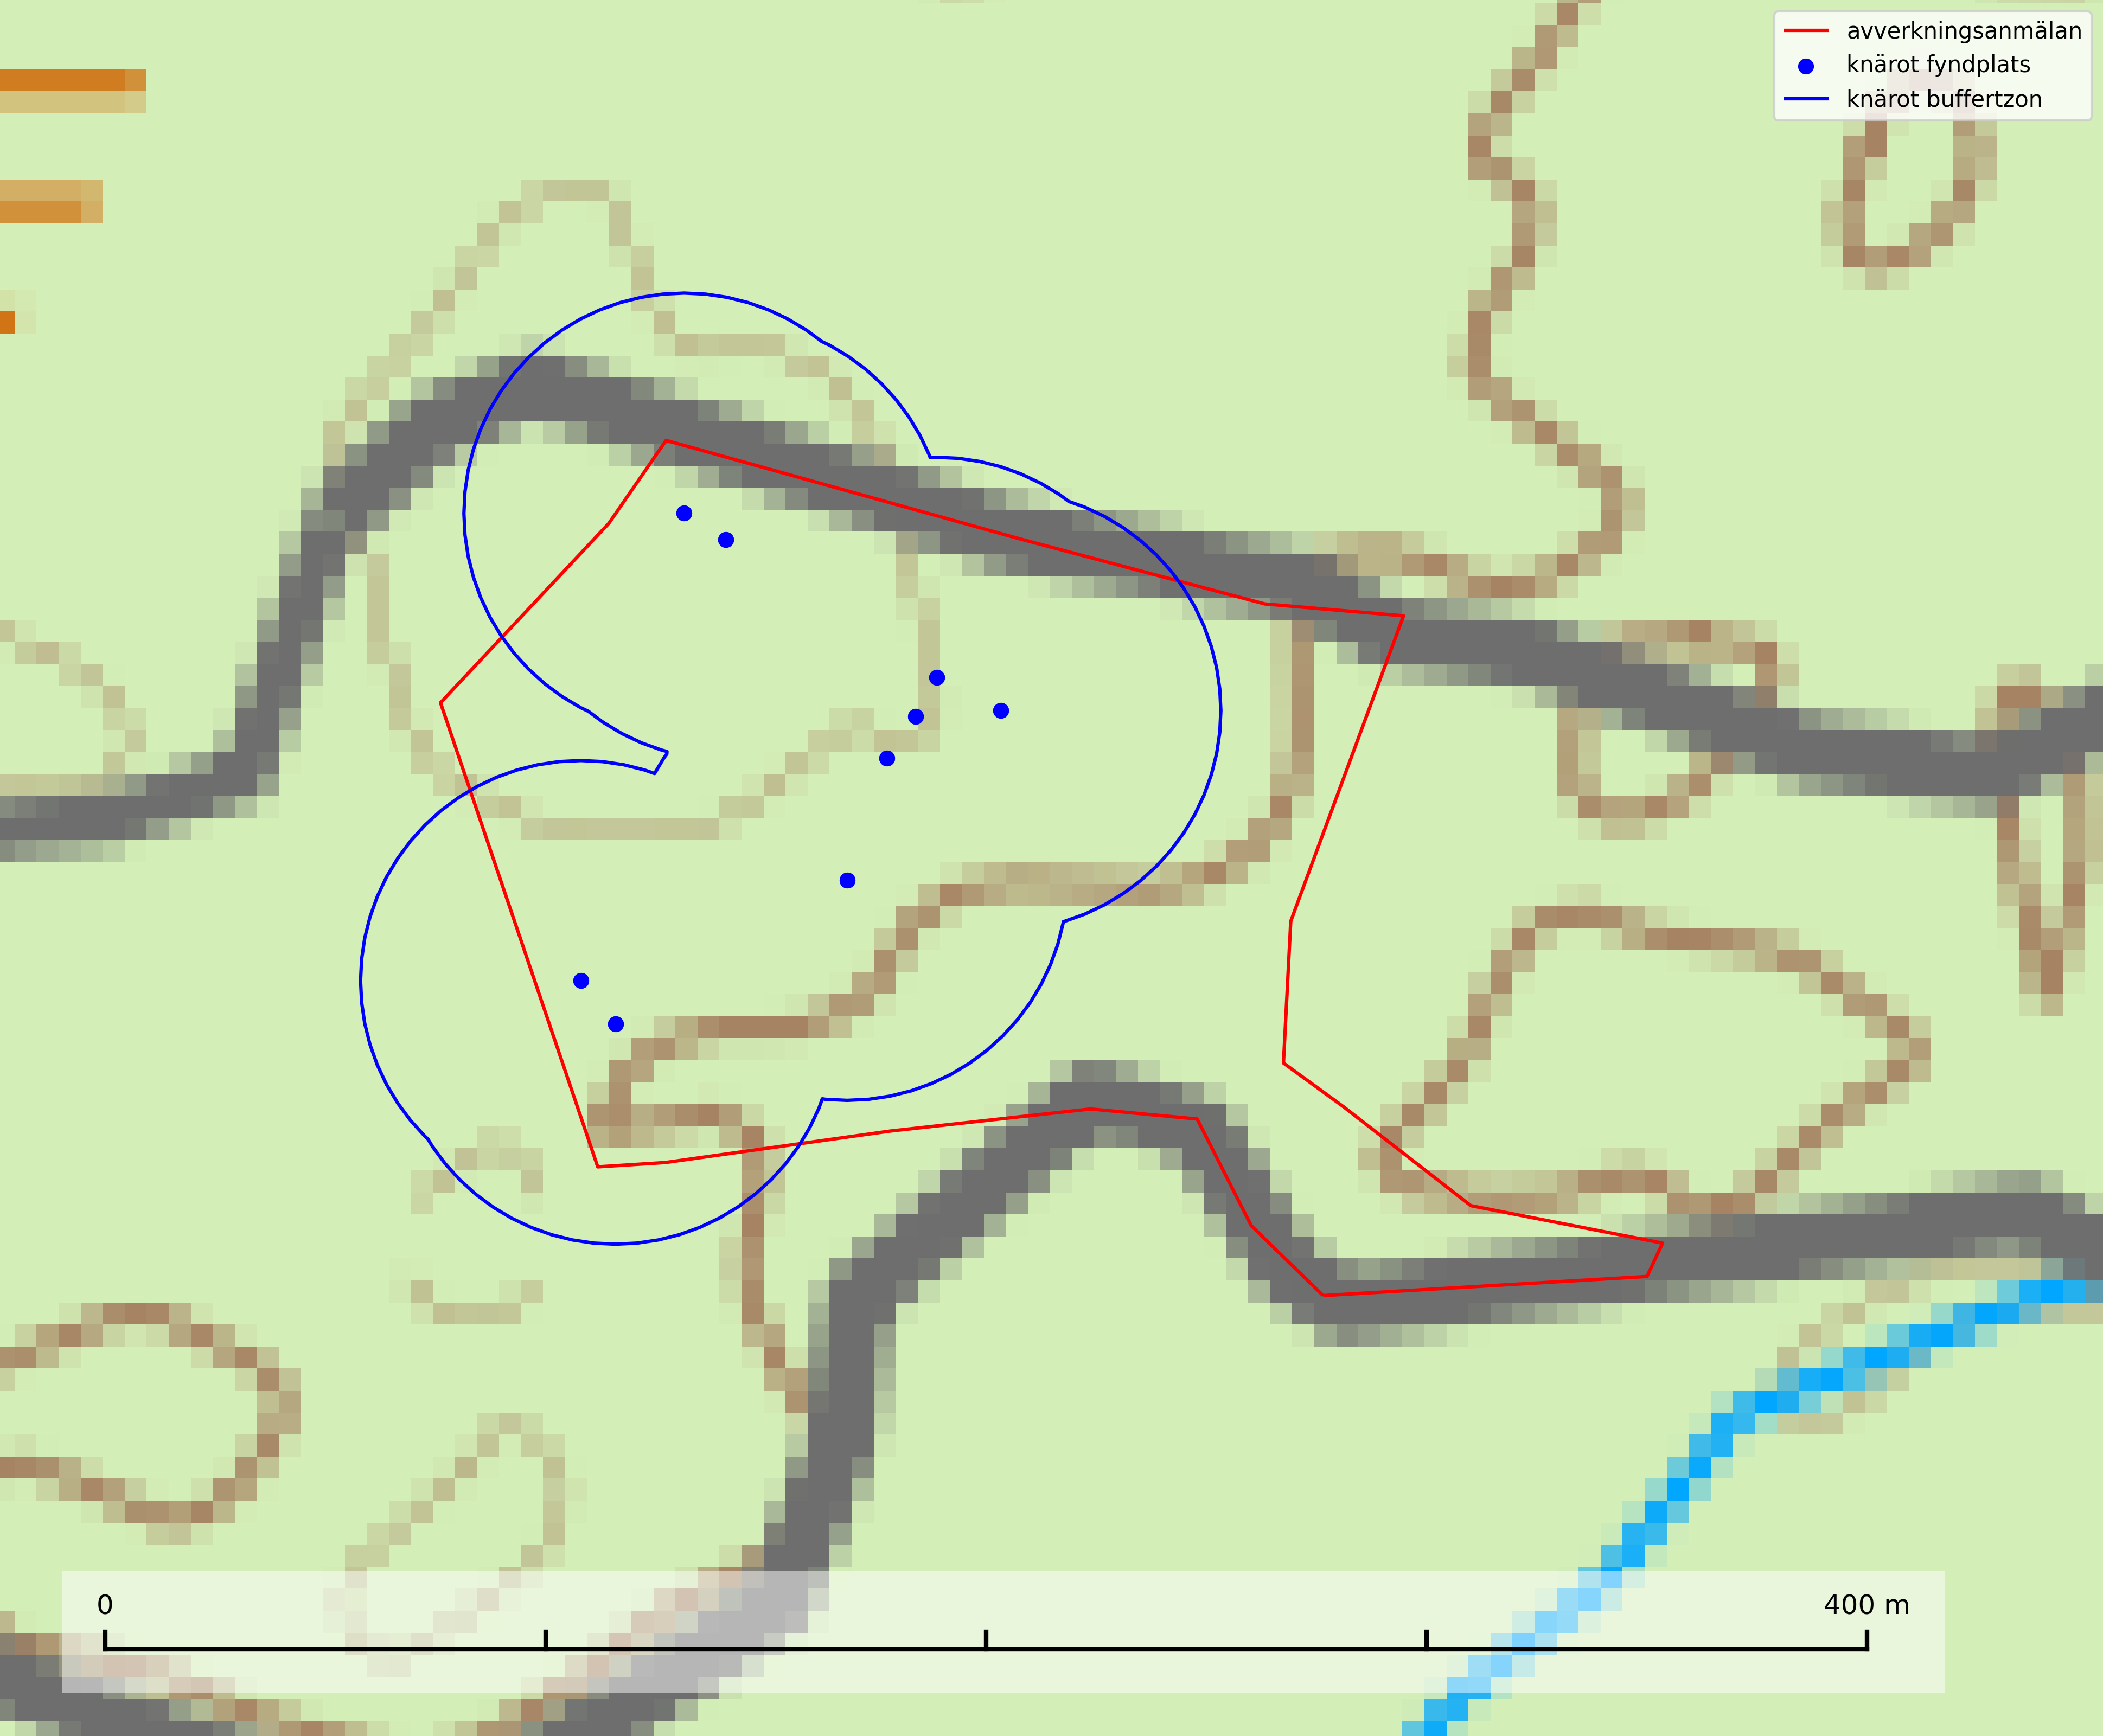 avverkningsanmälan
knärot fyndplats
knärot buffertzon
0
400 m